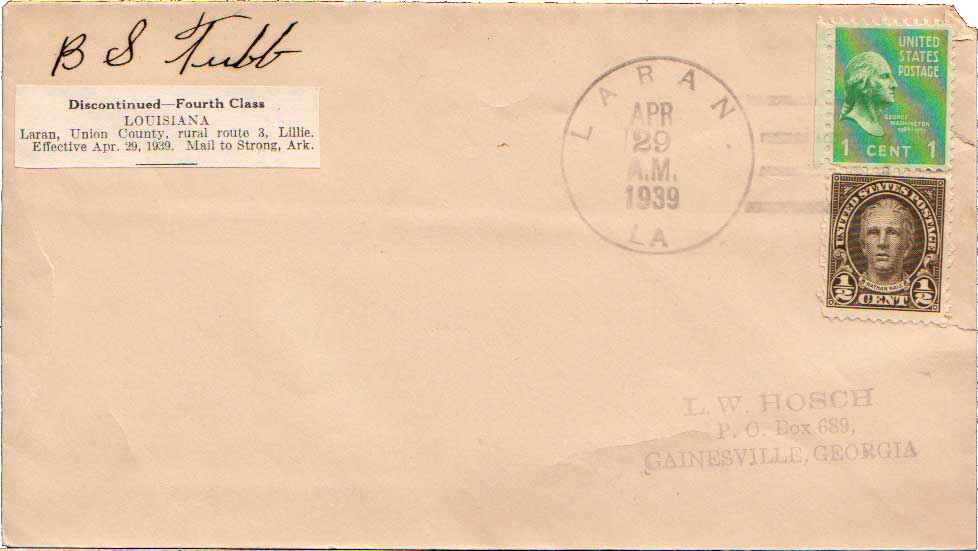 B S Tubb
Discontinued—Fourth Class
LOUISIANA
Laran, Union County, rural route 3, Lillie.
Effective Apr. 29, 1939. Mail to Strong, Ark.
LARAN.
APR
29
A.M.
1939
LA
UNITED
STATES
POSTAGE
GEORGE
WASHINGTON
1 CENT 1
UNITED STATES POSTAGE
NATHAN HALE
1/2 CENT 1/2
L. W. HOSCH
P. O. Box 689,
GAINESVILLE, GEORGIA